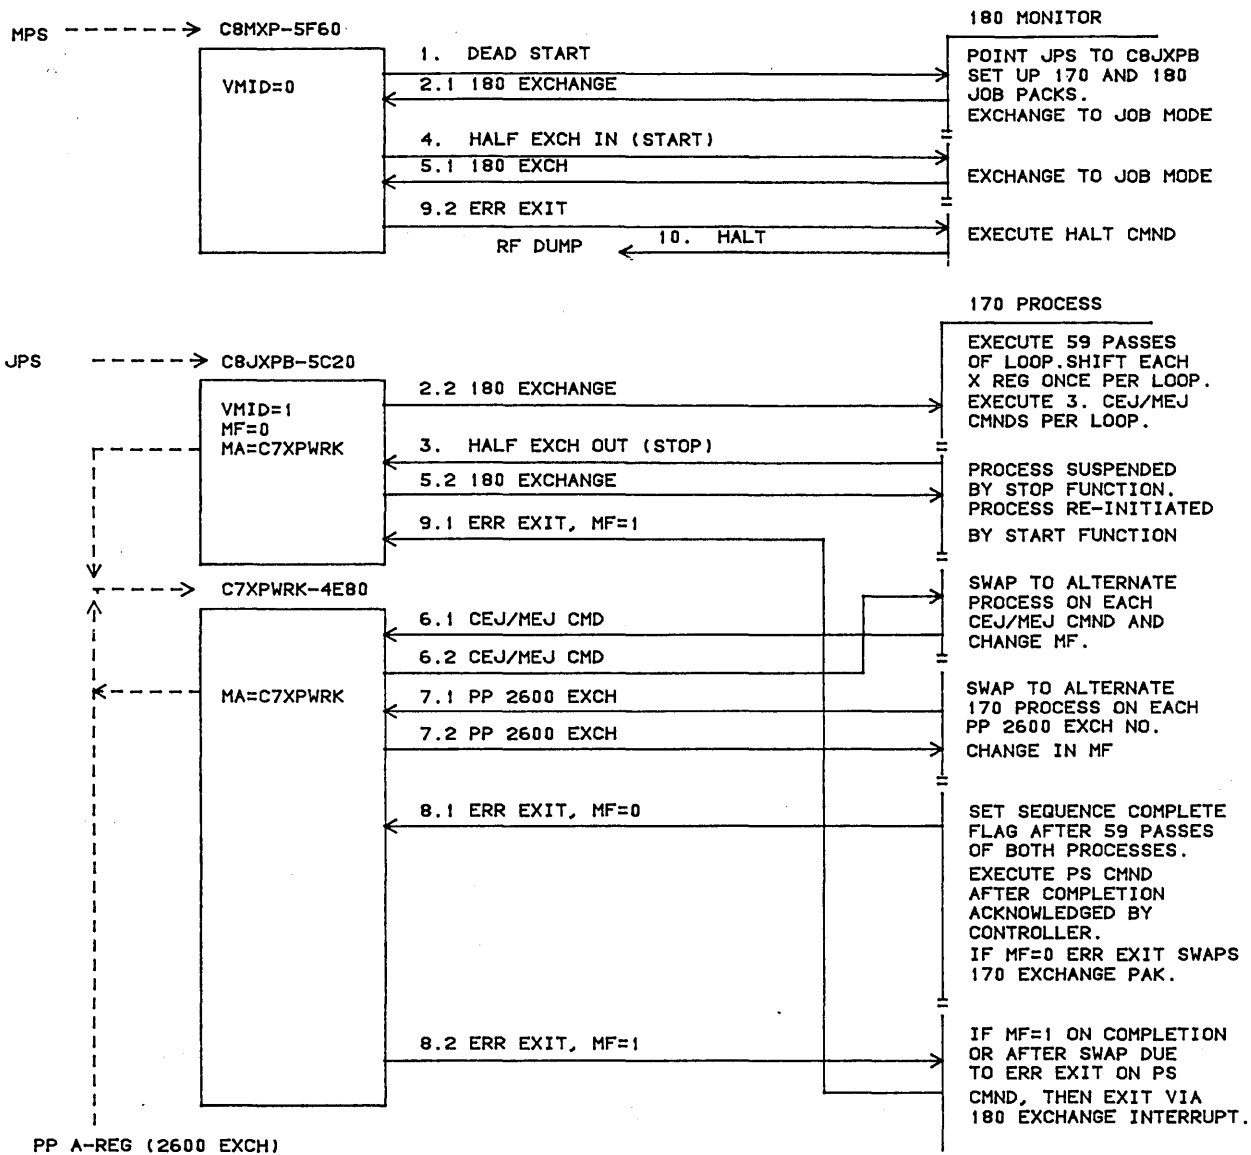 MPS
C8MXP-5F60
180 MONITOR
VMID=0
1. DEAD START
2.1 180 EXCHANGE
POINT JPS TO C8JXPB
SET UP 170 AND 180
JOB PACKS.
EXCHANGE TO JOB MODE
4. HALF EXCH IN (START)
5.1 180 EXCH
EXCHANGE TO JOB MODE
9.2 ERR EXIT
RF DUMP
10. HALT
EXECUTE HALT CMND
170 PROCESS
JPS
C8JXPB-5C20
VMID=1
MF=0
MA=C7XPWRK
2.2 180 EXCHANGE
EXECUTE 59 PASSES
OF LOOP.SHIFT EACH
X REG ONCE PER LOOP.
EXECUTE 3. CEJ/MEJ
CMNDS PER LOOP.
3. HALF EXCH OUT (STOP)
5.2 180 EXCHANGE
PROCESS SUSPENDED
BY STOP FUNCTION.
PROCESS RE-INITIATED
BY START FUNCTION
9.1 ERR EXIT, MF=1
C7XPWRK-4E80
6.1 CEJ/MEJ CMD
6.2 CEJ/MEJ CMD
SWAP TO ALTERNATE
PROCESS ON EACH
CEJ/MEJ CMND AND
CHANGE MF.
MA=C7XPWRK
7.1 PP 2600 EXCH
7.2 PP 2600 EXCH
SWAP TO ALTERNATE
170 PROCESS ON EACH
PP 2600 EXCH NO.
CHANGE IN MF
8.1 ERR EXIT, MF=0
SET SEQUENCE COMPLETE
FLAG AFTER 59 PASSES
OF BOTH PROCESSES.
EXECUTE PS CMND
AFTER COMPLETION
ACKNOWLEDGED BY
CONTROLLER.
IF MF=0 ERR EXIT SWAPS
170 EXCHANGE PAK.
8.2 ERR EXIT, MF=1
IF MF=1 ON COMPLETION
OR AFTER SWAP DUE
TO ERR EXIT ON PS
CMND, THEN EXIT VIA
180 EXCHANGE INTERRUPT.
PP A-REG (2600 EXCH)